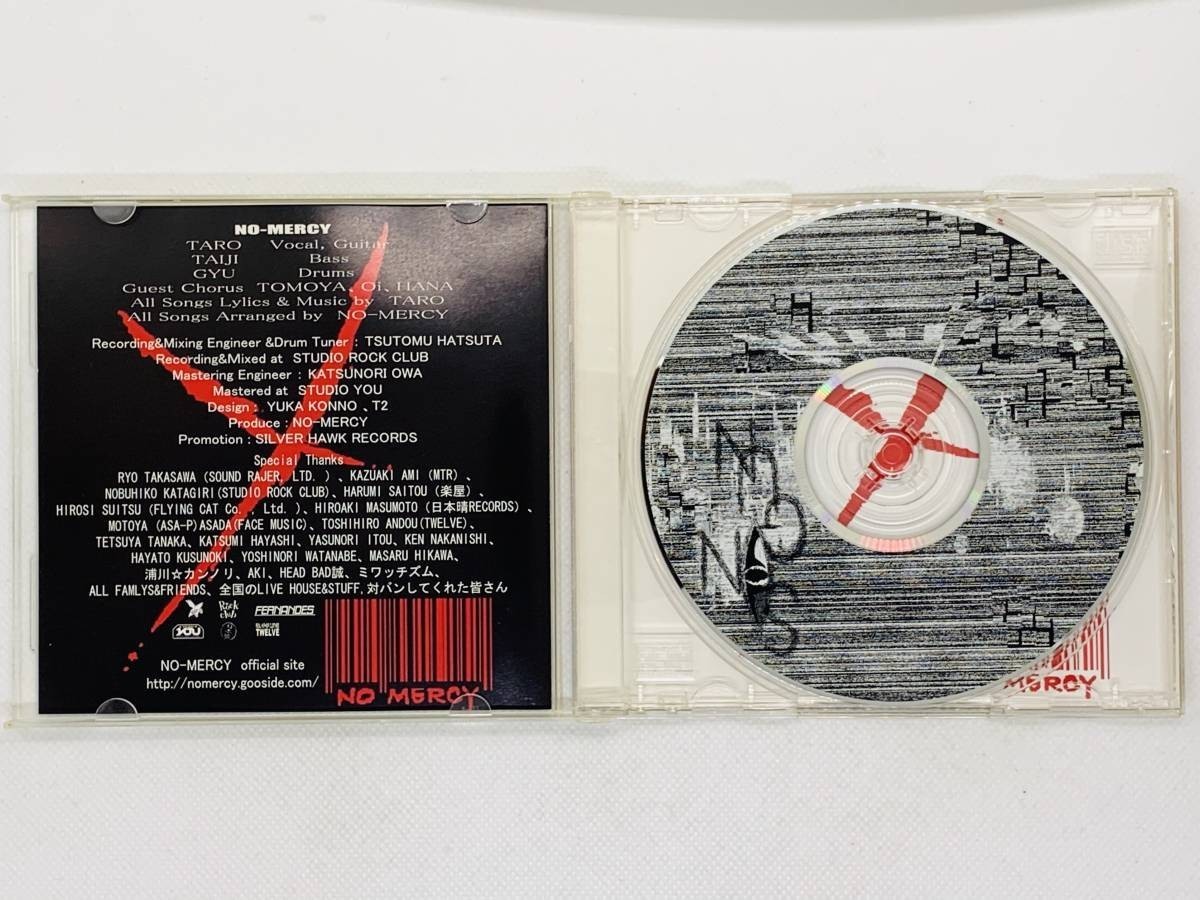 NO-MERCY
TARO Vocal, Guitar
TAIJI Bass
GYU Drums
Guest Chorus TOMOYA、Oi、HANA
All Songs Lylics & Music by TARO
All Songs Arranged by NO-MERCY
Recording&Mixing Engineer &Drum Tuner : TSUTOMU HATSUTA
Recording&Mixed at STUDIO ROCK CLUB
Mastering Engineer : KATSUNORI OWA
Mastered at STUDIO YOU
Design : YUKA KONNO 、T2
Produce : NO-MERCY
Promotion : SILVER HAWK RECORDS
Special Thanks
RYO TAKASAWA (SOUND RAJER, LTD. ) 、KAZUAKI AMI (MTR) 、
NOBUHIKO KATAGIRI(STUDIO ROCK CLUB)、HARUMI SAITOU (楽屋) 、
HIROSI SUITSU (FLYING CAT Co. , Ltd. )、HIROAKI MASUMOTO (日本晴RECORDS) 、
MOTOYA (ASA-P)ASADA(FACE MUSIC)、TOSHIHIRO ANDOU(TWELVE)、
TETSUYA TANAKA、KATSUMI HAYASHI、YASUNORI ITOU、KEN NAKANISHI、
HAYATO KUSUNOKI、YOSHINORI WATANABE、MASARU HIKAWA、
浦川☆カツノリ、AKI、HEAD BAD誠、ミワッチズム、
ALL FAMLYS&FRIENDS、全国のLIVE HOUSE&STUFF,対バンしてくれた皆さん
Rock club FERNANDES
YOU TWELVE
NO-MERCY official site
http://nomercy.gooside.com/
NO MERCY
MERCY